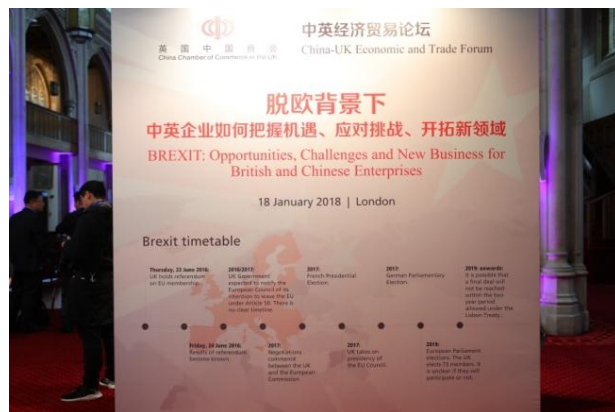 英国中国商会
China Chamber of Commerce in the UK
中英经济贸易论坛
China-UK Economic and Trade Forum
脱欧背景下
中英企业如何把握机遇、应对挑战、开拓新领域
BREXIT: Opportunities, Challenges and New Business for
British and Chinese Enterprises
18 January 2018 | London
Brexit timetable
Thursday, 23 June 2016:
UK holds referendum
on EU membership.
2016/2017:
UK Government
expected to notify the
European Council of its
intention to leave the EU
under Article 50. There is
no clear timeline.
2017:
French Presidential
Election.
2017:
German Parliamentary
Election.
2019 onwards:
It is possible that
a final deal will
not be reached
within the two
year period
allowed under the
Lisbon Treaty.
Friday, 24 June 2016:
Results of referendum
become known.
2017:
Negotiations
commence
between the UK
and the European
Commission.
2017:
UK takes on
presidency of
the EU Council.
2019:
European Parliament
elections. The UK
elects 73 members. It
is unclear if they will
participate or not.